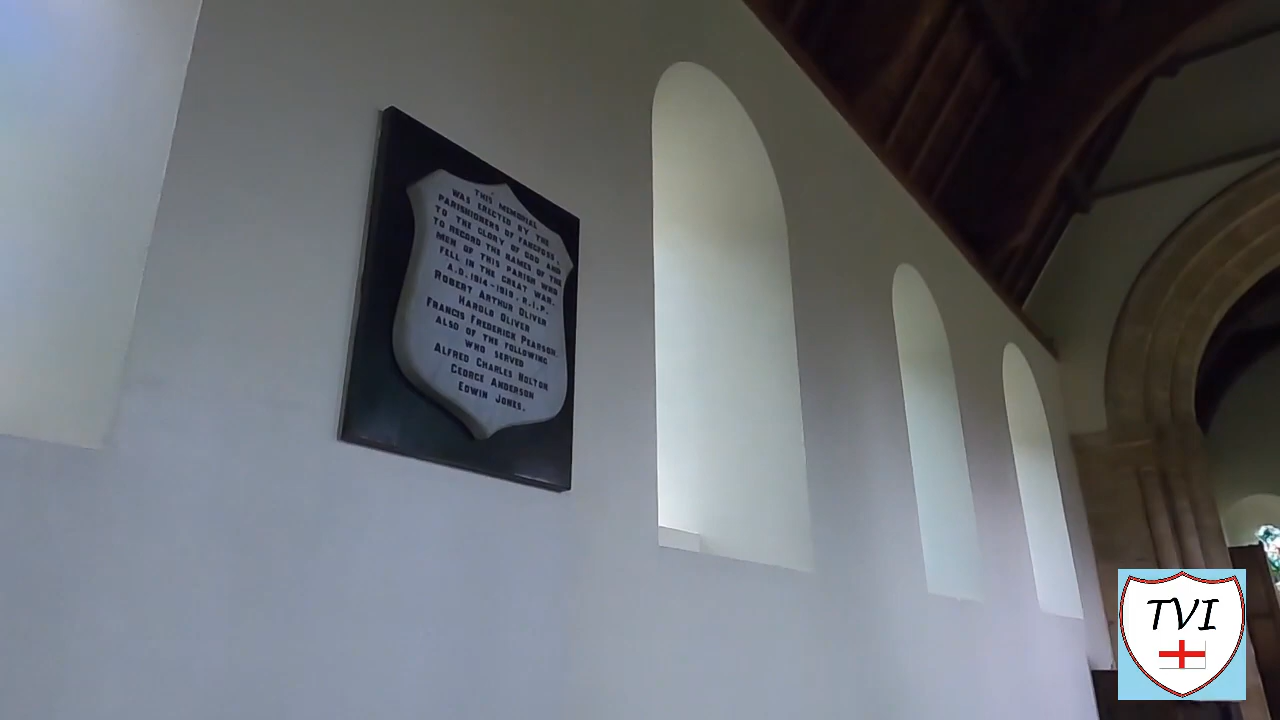 THIS MEMORIAL
WAS ERECTED BY THE
PARISHIONERS OF FANGFOSS,
TO THE GLORY OF GOD AND
TO RECORD THE NAMES OF THE
MEN OF THIS PARISH WHO
FELL IN THE GREAT WAR.
A.D. 1914-1919. R.I.P.
ROBERT ARTHUR OLIVER
HAROLD OLIVER
FRANCIS FREDERICK PEARSON.
ALSO OF THE FOLLOWING
WHO SERVED
ALFRED CHARLES HOLTON
GEORGE ANDERSON
EDWIN JONES.
TVI